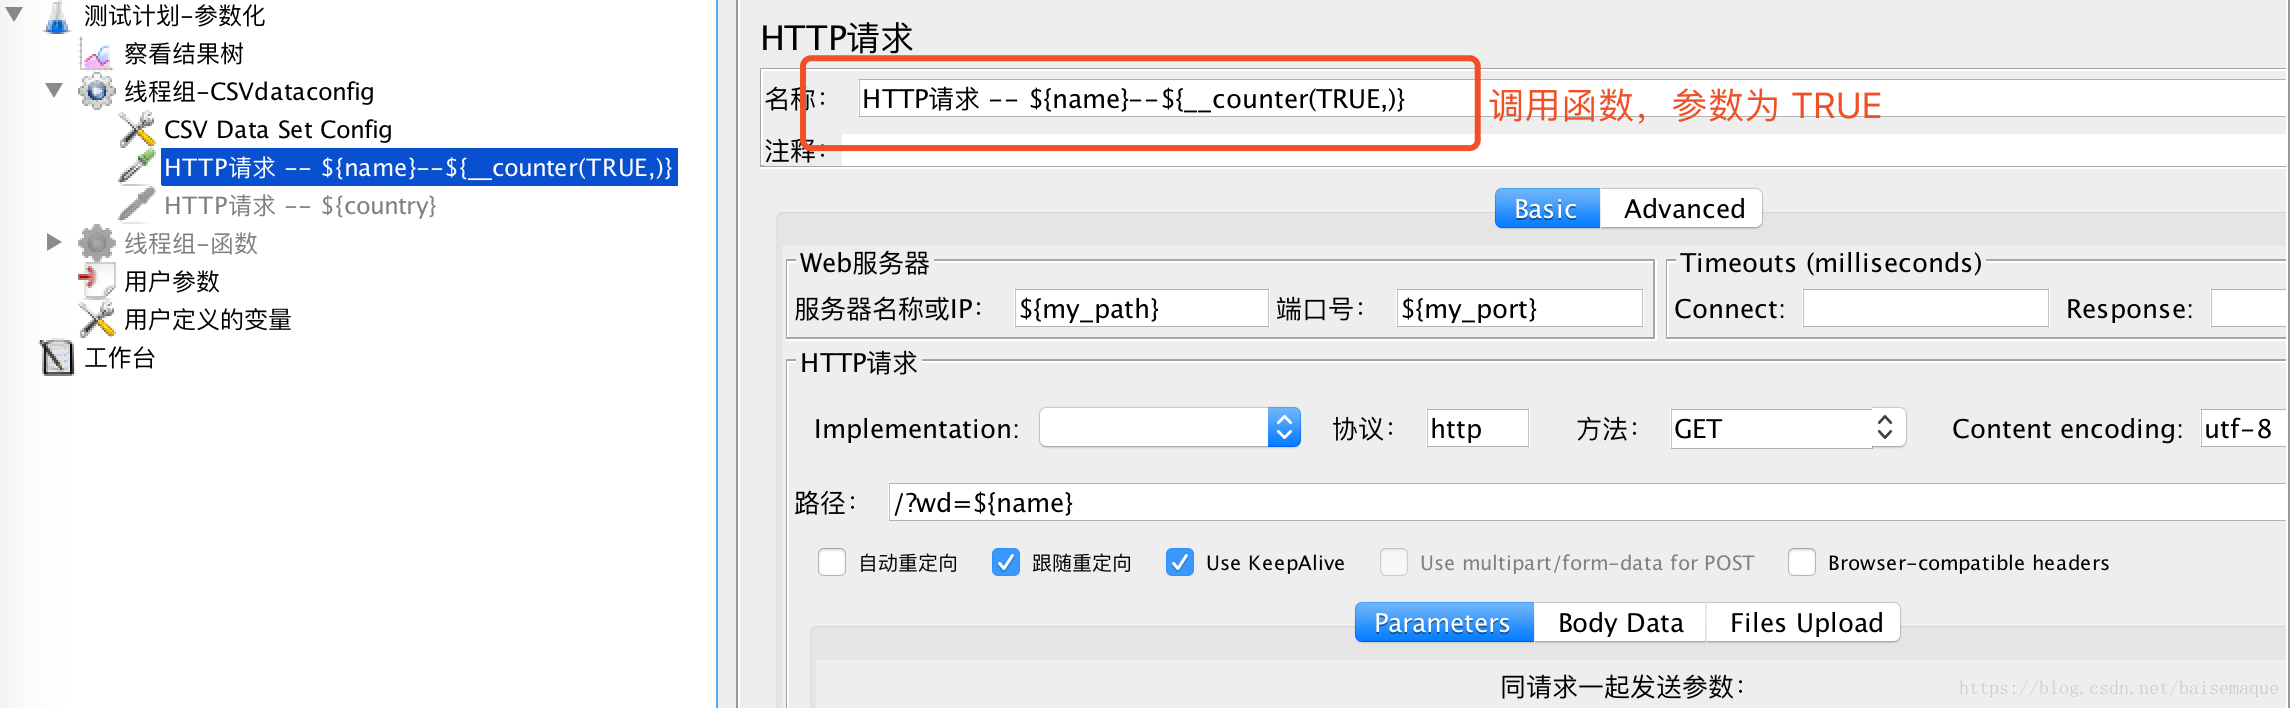 测试计划-参数化
察看结果树
线程组-CSVdataconfig
CSV Data Set Config
HTTP请求 -- ${name}--${__counter(TRUE,)}
HTTP请求 -- ${country}
线程组-函数
用户参数
用户定义的变量
工作台
HTTP请求
名称： HTTP请求 -- ${name}--${__counter(TRUE,)}
调用函数，参数为 TRUE
注释：
Basic Advanced
Web服务器 Timeouts (milliseconds)
服务器名称或IP： ${my_path} 端口号： ${my_port} Connect: Response:
HTTP请求
Implementation: 协议： http 方法： GET Content encoding: utf-8
路径： /?wd=${name}
自动重定向 跟随重定向 Use KeepAlive Use multipart/form-data for POST Browser-compatible headers
Parameters Body Data Files Upload
同请求一起发送参数：
https://blog.csdn.net/baisemaque